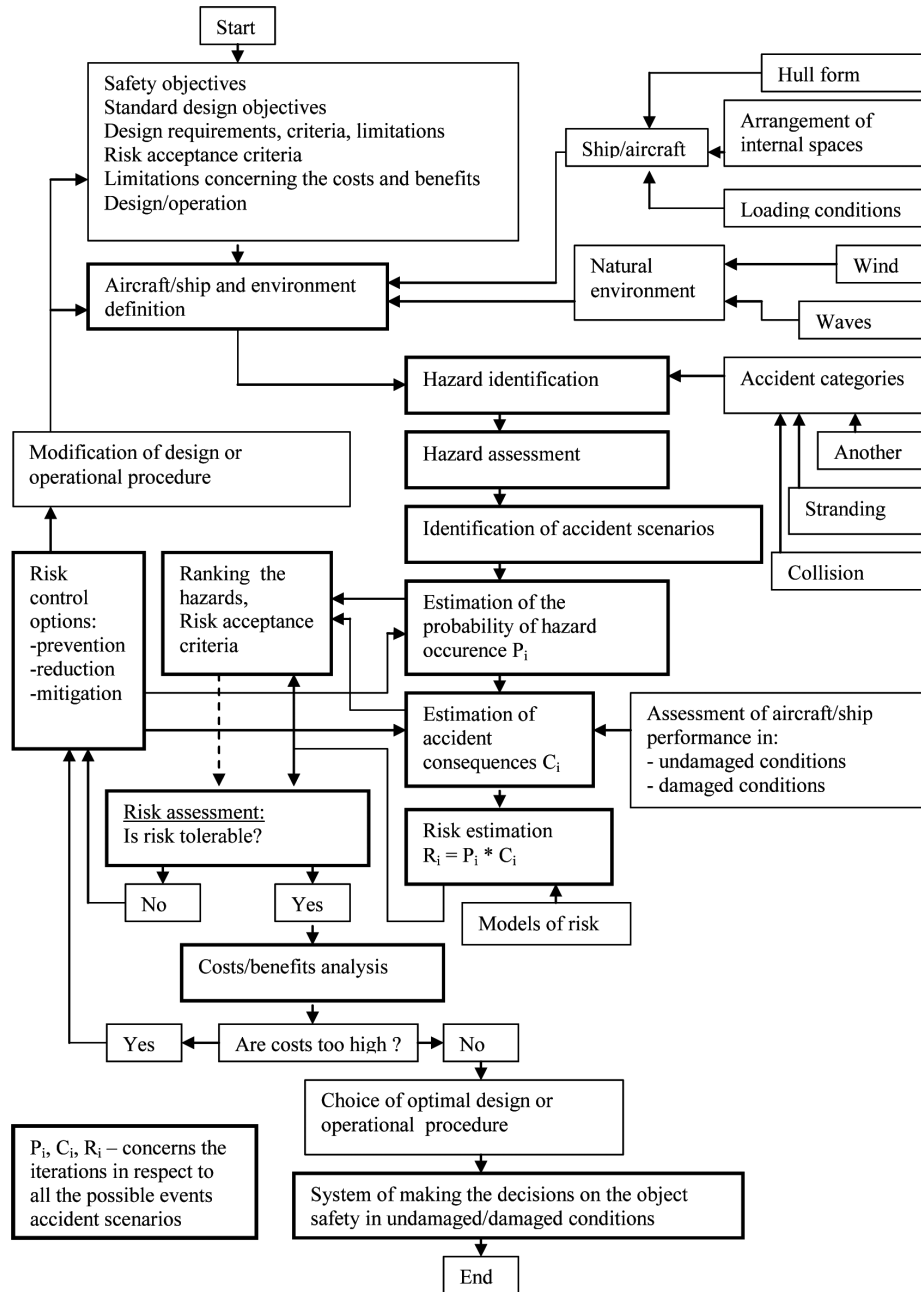 Start
Safety objectives
Standard design objectives
Design requirements, criteria, limitations
Risk acceptance criteria
Limitations concerning the costs and benefits
Design/operation
Hull form
Ship/aircraft
Arrangement of
internal spaces
Loading conditions
Aircraft/ship and environment
definition
Natural
environment
Wind
Waves
Hazard identification
Accident categories
Another
Stranding
Collision
Modification of design or
operational procedure
Hazard assessment
Identification of accident scenarios
Risk
control
options:
-prevention
-reduction
-mitigation
Ranking the
hazards,
Risk acceptance
criteria
Estimation of the
probability of hazard
occurence Pi
Estimation of
accident
consequences Ci
Assessment of aircraft/ship
performance in:
- undamaged conditions
- damaged conditions
Risk assessment:
Is risk tolerable?
Risk estimation
Ri = Pi * Ci
No
Yes
Models of risk
Costs/benefits analysis
Yes
Are costs too high ?
No
Choice of optimal design or
operational procedure
Pi, Ci, Ri – concerns the
iterations in respect to
all the possible events
accident scenarios
System of making the decisions on the object
safety in undamaged/damaged conditions
End